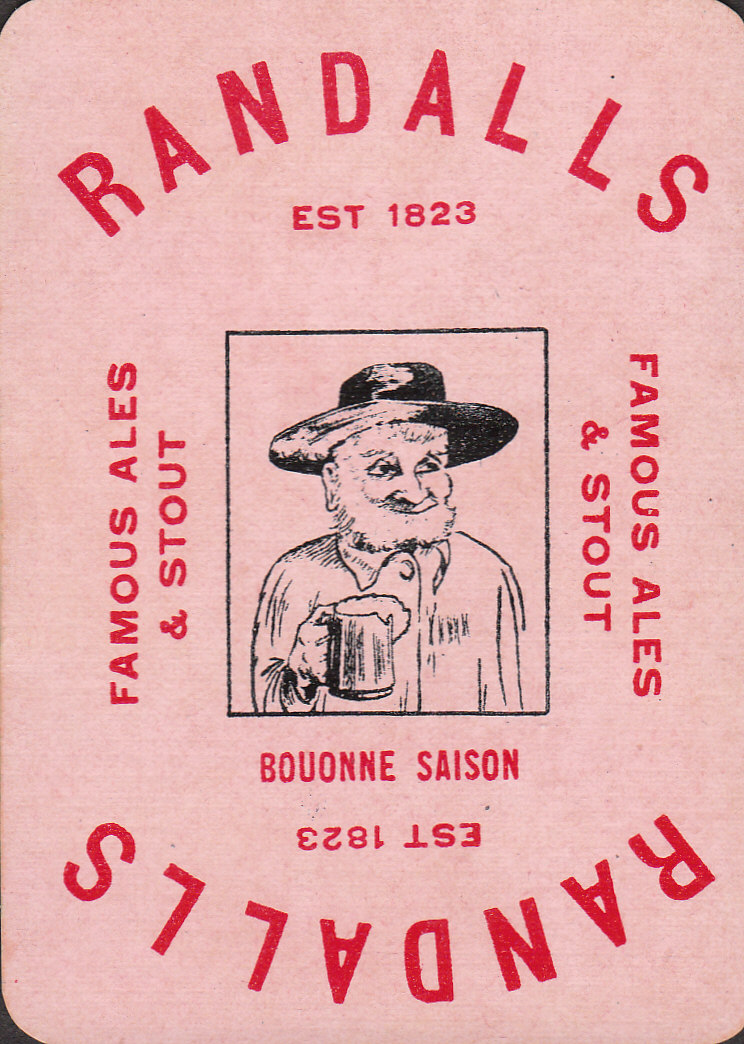 RANDALLS
EST 1823
FAMOUS ALES
& STOUT
FAMOUS ALES
& STOUT
BOUONNE SAISON
EST 1823
RANDALLS